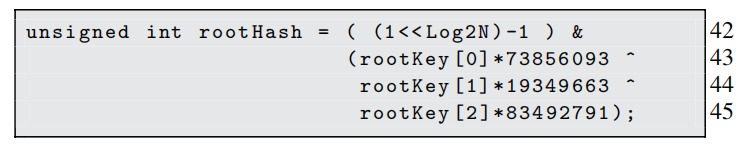 unsigned int rootHash = ( (1<<Log2N)-1 ) & 42
(rootKey[0]*73856093 ^ 43
rootKey[1]*19349663 ^ 44
rootKey[2]*83492791); 45